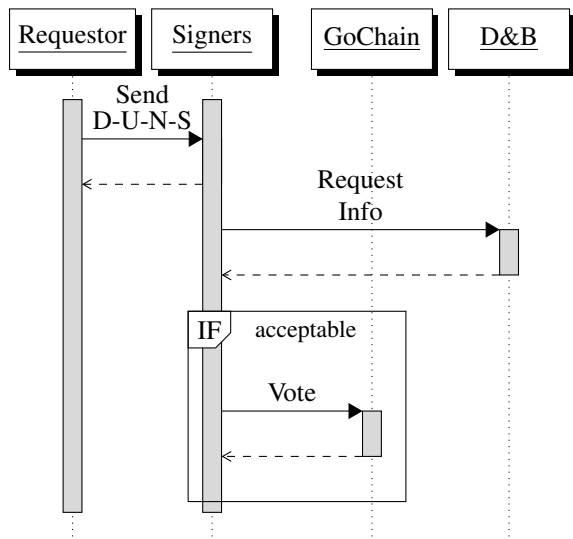 Requestor
Signers
GoChain
D&B
Send
D-U-N-S
Request
Info
IF
acceptable
Vote